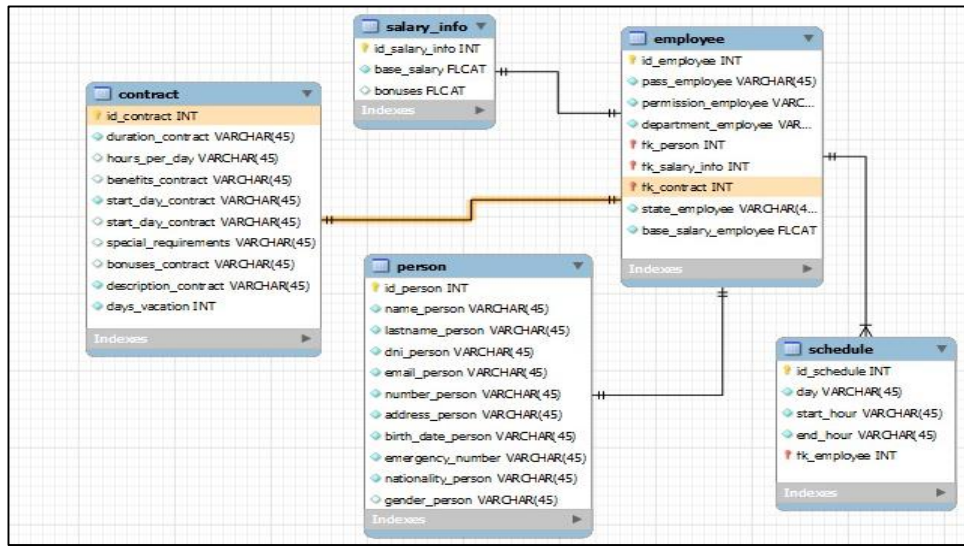 salary_info
id_salary_info INT
base_salary FLCAT
bonuses FLCAT
Indexes
employee
id_employee INT
pass_employee VARCHAR(45)
permission_employee VARC...
department_employee VAR...
fk_person INT
fk_salary_info INT
fk_contract INT
state_employee VARCHAR(4...
base_salary_employee FLCAT
Indexes
contract
id_contract INT
duration_contract VARCHAR(45)
hours_per_day VARCHAR(45)
benefits_contract VARCHAR(45)
start_day_contract VARCHAR(45)
start_day_contract VARCHAR(45)
special_requirements VARCHAR(45)
bonuses_contract VARCHAR(45)
description_contract VARCHAR(45)
days_vacation INT
Indexes
person
id_person INT
name_person VARCHAR(45)
lastname_person VARCHAR(45)
dni_person VARCHAR(45)
email_person VARCHAR(45)
number_person VARCHAR(45)
address_person VARCHAR(45)
birth_date_person VARCHAR(45)
emergency_number VARCHAR(45)
nationality_person VARCHAR(45)
gender_person VARCHAR(45)
Indexes
schedule
id_schedule INT
day VARCHAR(45)
start_hour VARCHAR(45)
end_hour VARCHAR(45)
fk_employee INT
Indexes